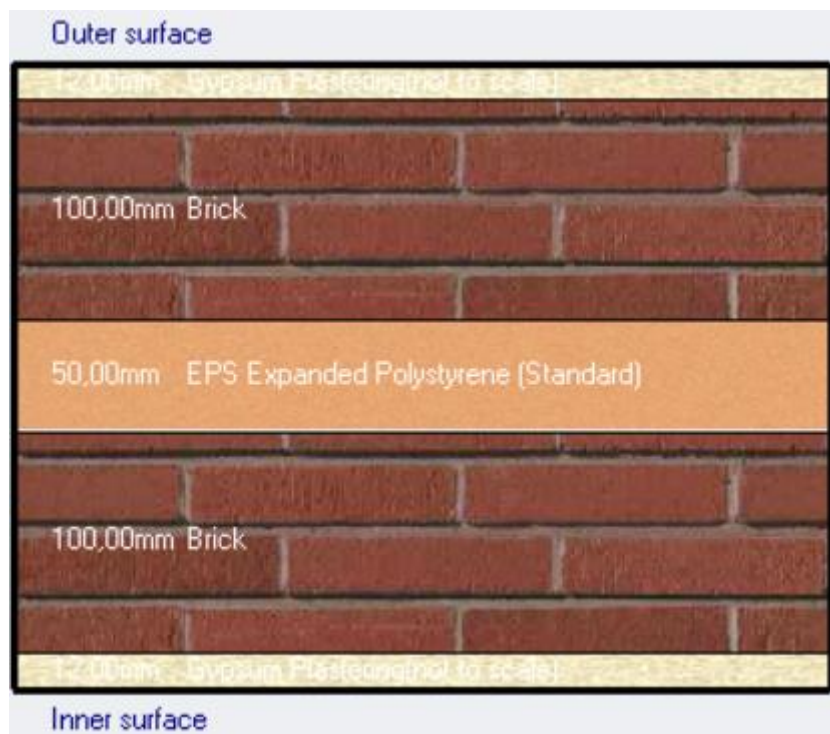 Outer surface
12,00mm Gypsum Plastering(not to scale)
100,00mm Brick
50,00mm EPS Expanded Polystyrene (Standard)
100,00mm Brick
12,00mm Gypsum Plastering(not to scale)
Inner surface